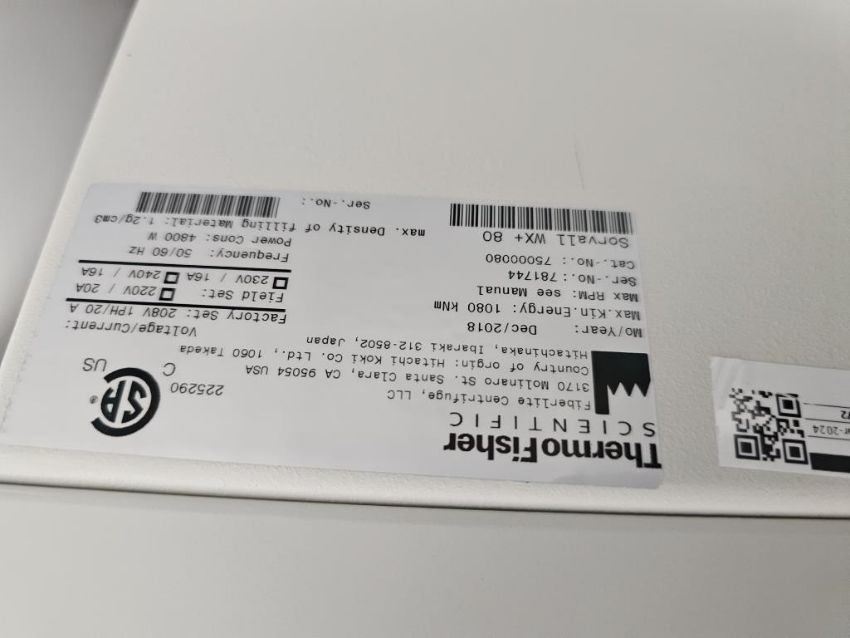 ThermoFisher
SCIENTIFIC
Fiberlite Centrifuge, LLC
3170 Molinaro St. Santa Clara, CA 95054 USA
Country of orgin: Hitachi Koki Co. Ltd., 1060 Takeda
Hitachinaka, Ibaraki 312-8502, Japan
225290
C
US
SA
®
Mo/Year: Dec/2018
Max.Kin.Energy: 1080 kNm
Max RPM: see Manual
Ser.-No.: 781744
Cat.-No.: 75000080
Sorvall WX+ 80
Voltage/Current:
Factory Set: 208V 1PH/20 A
Field Set: 220V / 20A
230V / 16A 240V / 16A
Frequency: 50/60 Hz
Power Cons: 4800 W
max. Density of filling Material: 1.2g/cm3
Ser.-No.:
-2024